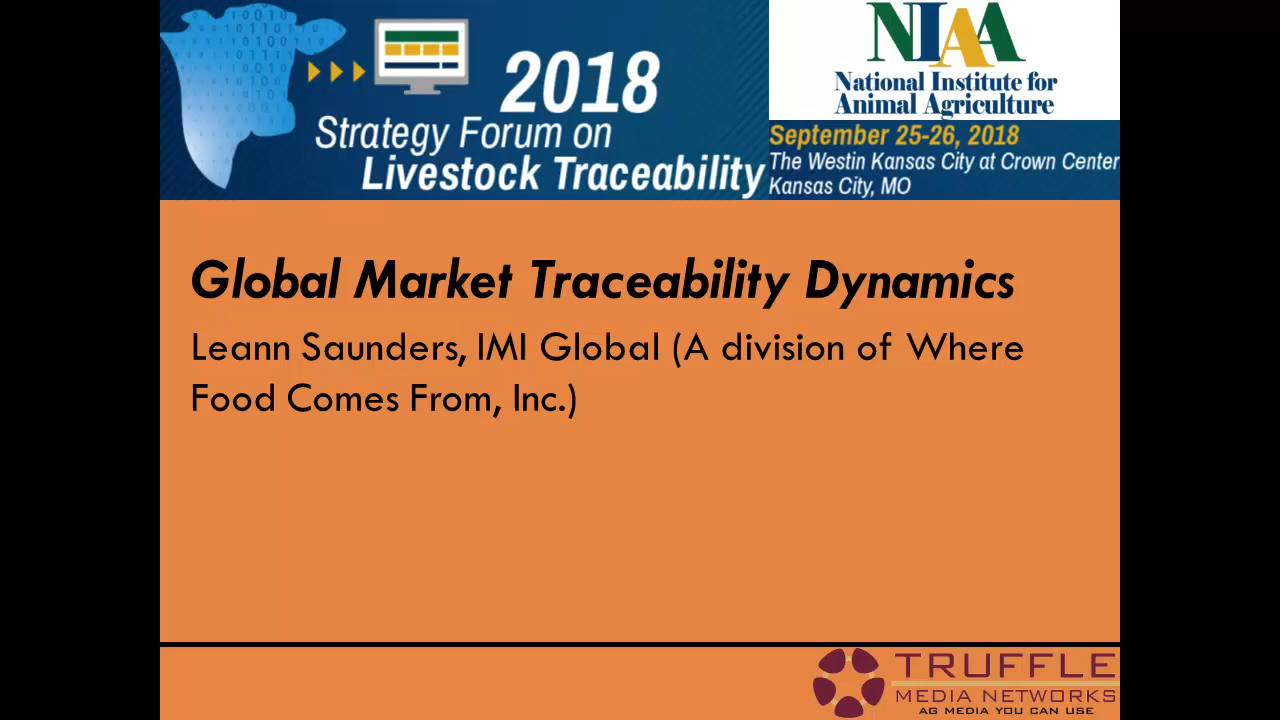 2018
Strategy Forum on
Livestock Traceability
NIAA
National Institute for
Animal Agriculture
September 25-26, 2018
The Westin Kansas City at Crown Center
Kansas City, MO
Global Market Traceability Dynamics
Leann Saunders, IMI Global (A division of Where
Food Comes From, Inc.)
TRUFFLE
MEDIA NETWORKS
AG MEDIA YOU CAN USE